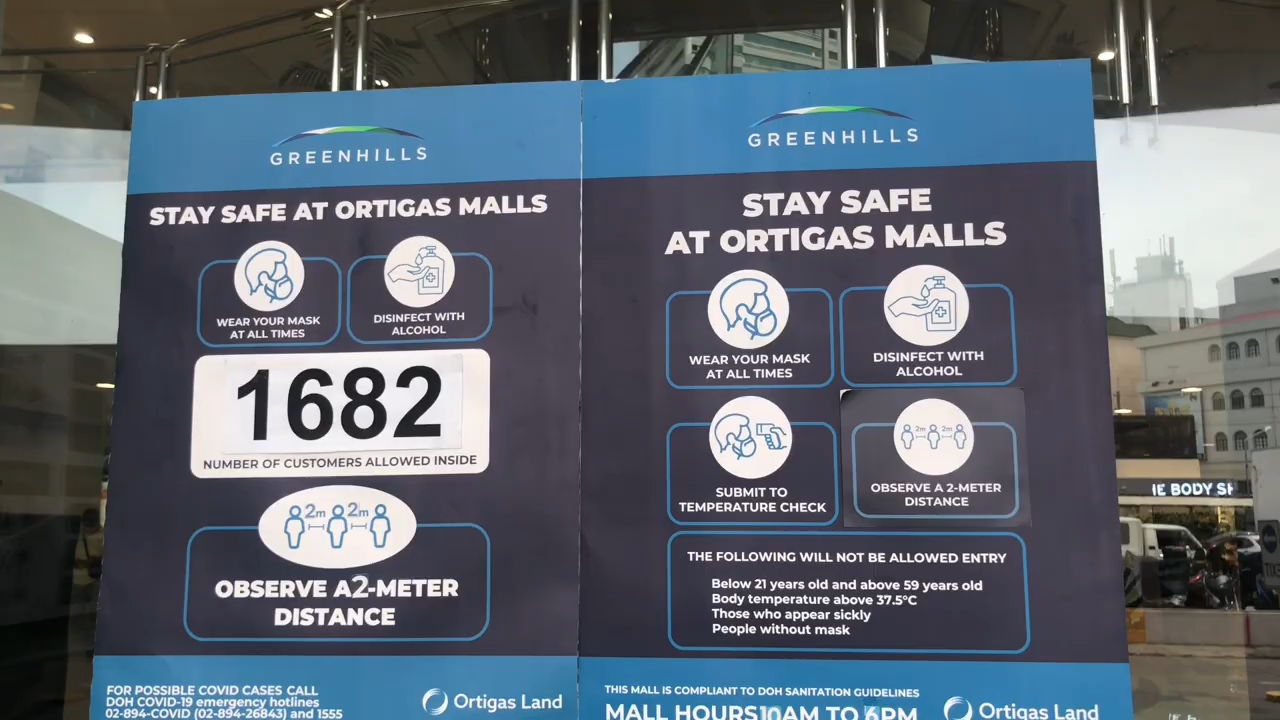 GREENHILLS
STAY SAFE AT ORTIGAS MALLS
WEAR YOUR MASK
AT ALL TIMES
DISINFECT WITH
ALCOHOL
1682
NUMBER OF CUSTOMERS ALLOWED INSIDE
2m 2m
OBSERVE A2-METER
DISTANCE
FOR POSSIBLE COVID CASES CALL
DOH COVID-19 emergency hotlines
02-894-COVID (02-894-26843) and 1555
Ortigas Land
GREENHILLS
STAY SAFE
AT ORTIGAS MALLS
WEAR YOUR MASK
AT ALL TIMES
DISINFECT WITH
ALCOHOL
SUBMIT TO
TEMPERATURE CHECK
2m 2m
OBSERVE A 2-METER
DISTANCE
THE FOLLOWING WILL NOT BE ALLOWED ENTRY
Below 21 years old and above 59 years old
Body temperature above 37.5°C
Those who appear sickly
People without mask
THIS MALL IS COMPLIANT TO DOH SANITATION GUIDELINES
MALL HOURS10AM TO 6PM
Ortigas Land
HE BODY SH